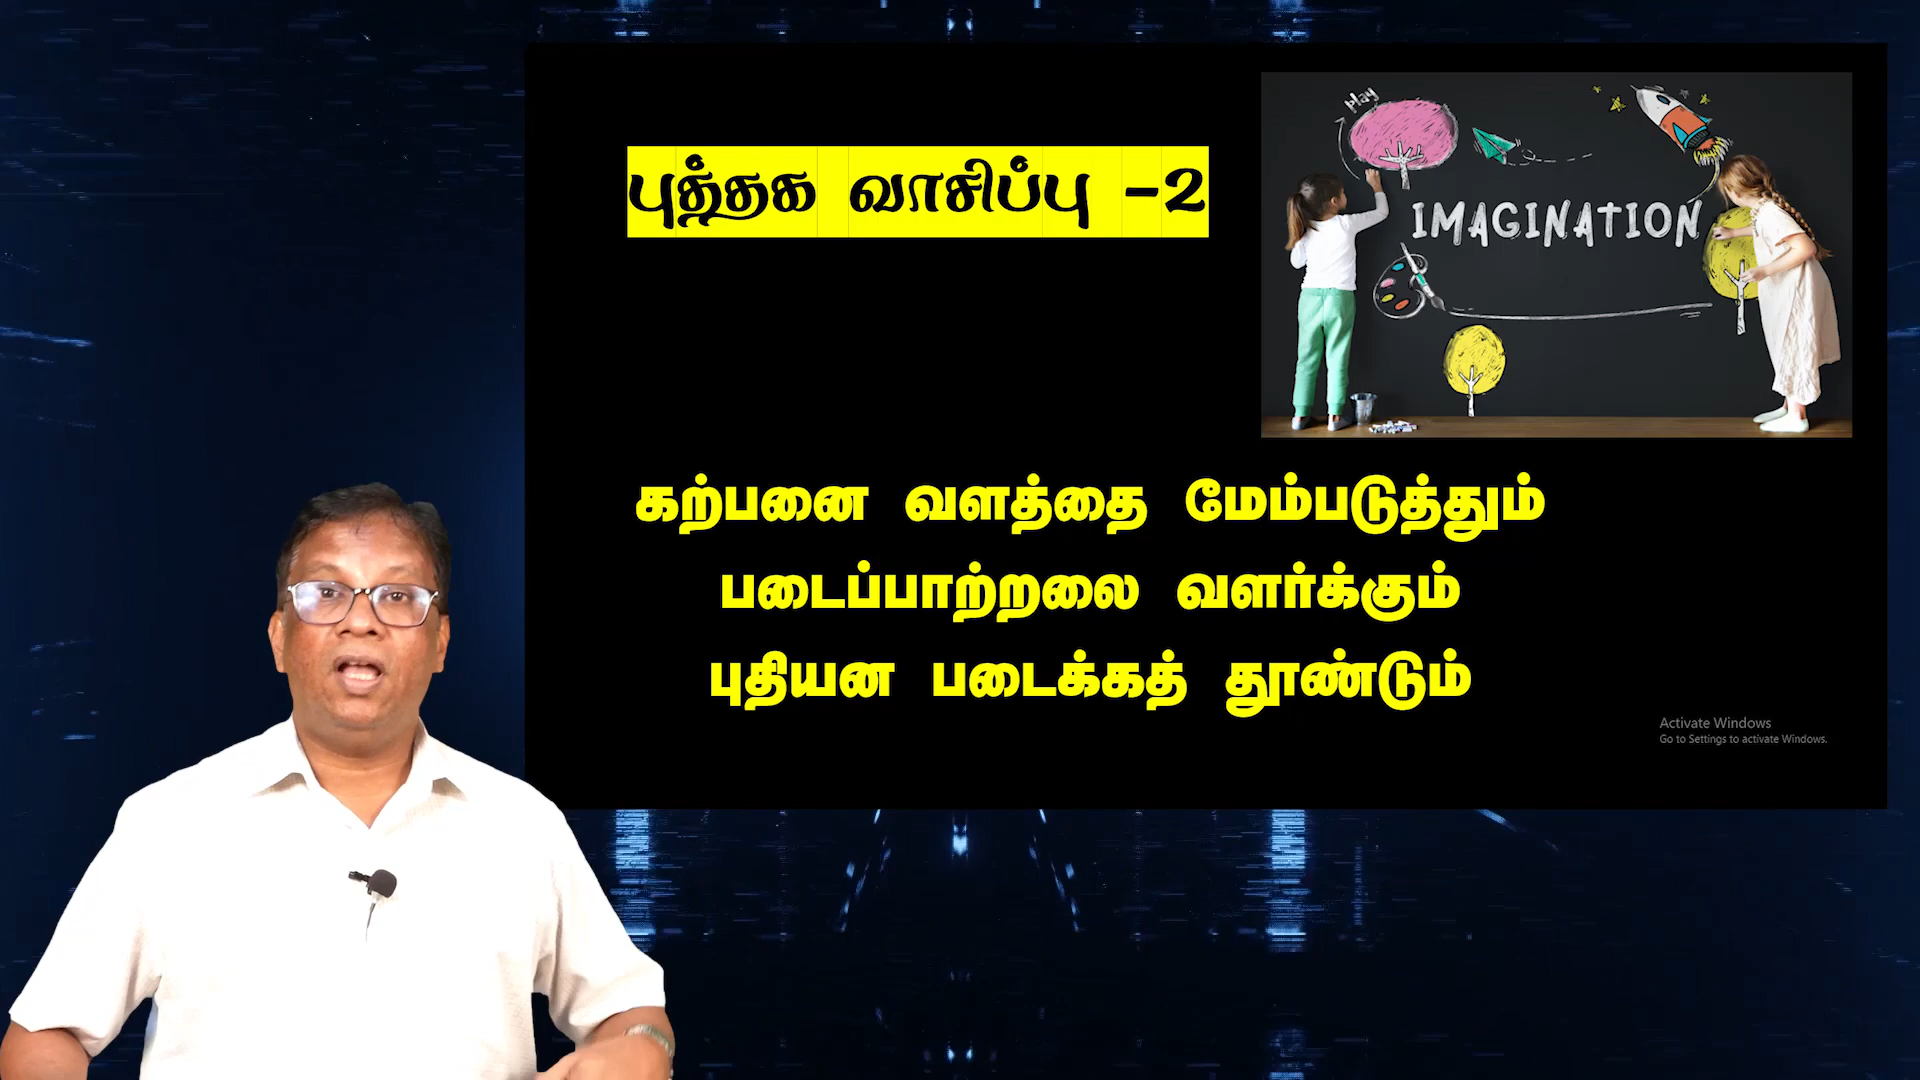 புத்தக வாசிப்பு -2
play
IMAGINATION
கற்பனை வளத்தை மேம்படுத்தும்
படைப்பாற்றலை வளர்க்கும்
புதியன படைக்கத் தூண்டும்
Activate Windows
Go to Settings to activate Windows.